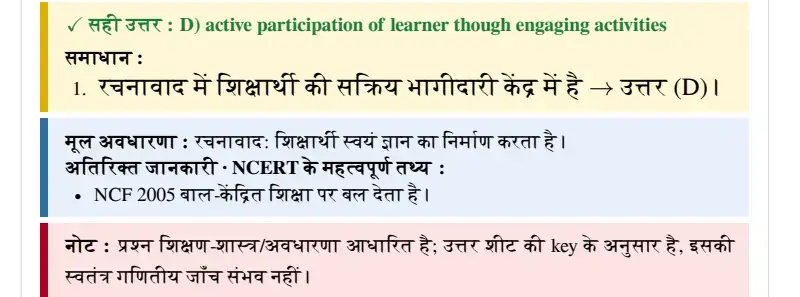 ✓ सही उत्तर : D) active participation of learner though engaging activities
समाधान :
1. रचनावाद में शिक्षार्थी की सक्रिय भागीदारी केंद्र में है → उत्तर (D)।
मूल अवधारणा : रचनावाद: शिक्षार्थी स्वयं ज्ञान का निर्माण करता है।
अतिरिक्त जानकारी · NCERT के महत्वपूर्ण तथ्य :
• NCF 2005 बाल-केंद्रित शिक्षा पर बल देता है।
नोट : प्रश्न शिक्षण-शास्त्र/अवधारणा आधारित है; उत्तर शीट की key के अनुसार है, इसकी
स्वतंत्र गणितीय जाँच संभव नहीं।